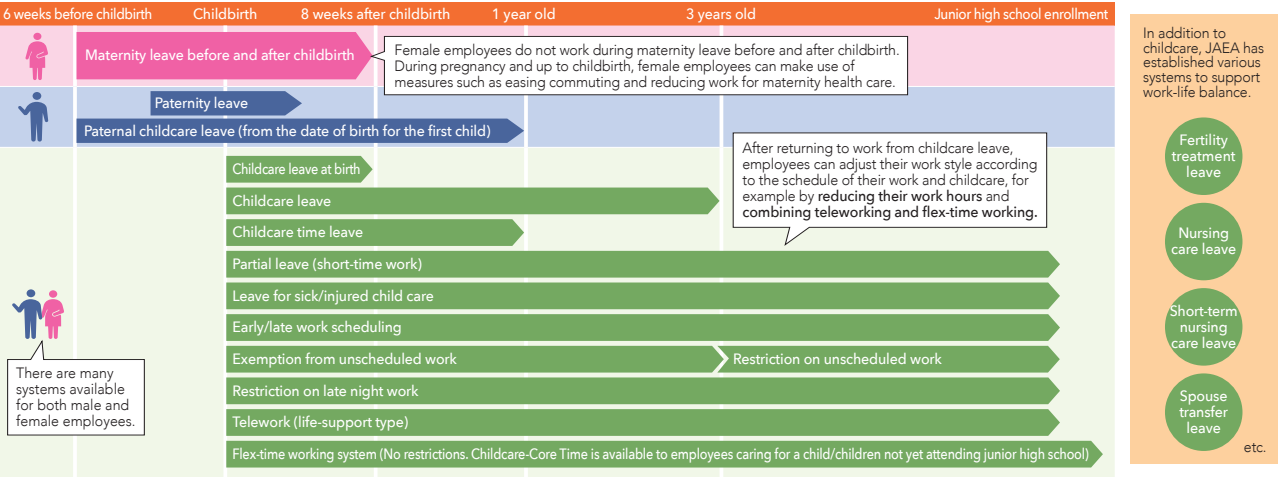 6 weeks before childbirth
Childbirth
8 weeks after childbirth
1 year old
3 years old
Junior high school enrollment
Maternity leave before and after childbirth
Female employees do not work during maternity leave before and after childbirth.
During pregnancy and up to childbirth, female employees can make use of
measures such as easing commuting and reducing work for maternity health care.
Paternity leave
Paternal childcare leave (from the date of birth for the first child)
After returning to work from childcare leave,
employees can adjust their work style according
to the schedule of their work and childcare, for
example by reducing their work hours and
combining teleworking and flex-time working.
Childcare leave at birth
Childcare leave
Childcare time leave
Partial leave (short-time work)
Leave for sick/injured child care
Early/late work scheduling
Exemption from unscheduled work
Restriction on unscheduled work
Restriction on late night work
Telework (life-support type)
Flex-time working system (No restrictions. Childcare-Core Time is available to employees caring for a child/children not yet attending junior high school)
There are many
systems available
for both male and
female employees.
In addition to
childcare, JAEA has
established various
systems to support
work-life balance.
Fertility
treatment
leave
Nursing
care leave
Short-term
nursing
care leave
Spouse
transfer
leave
etc.